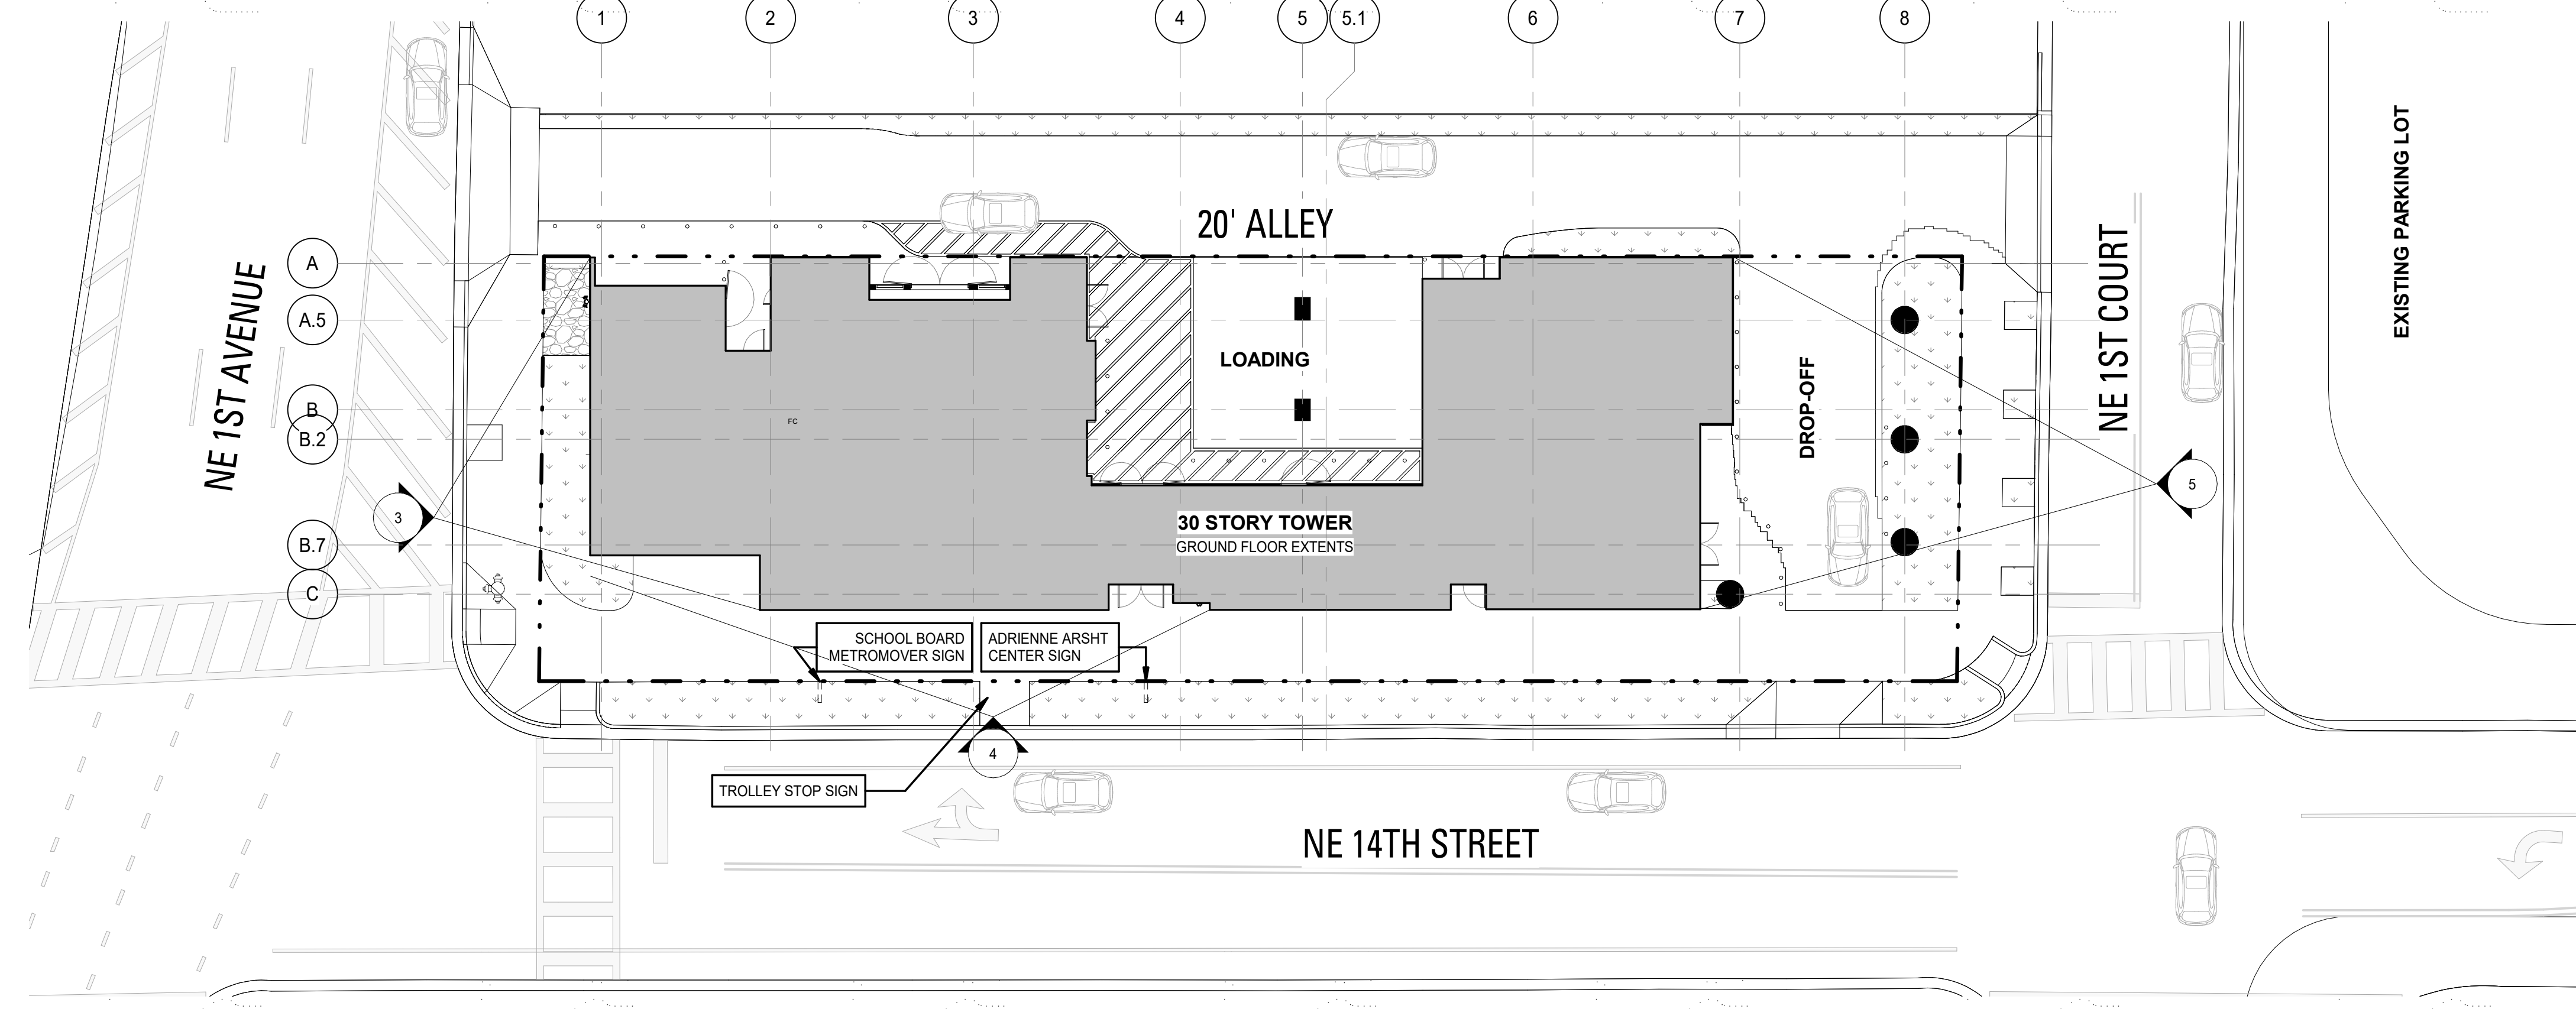 1
2
3
4
5
5.1
6
7
8
20' ALLEY
A
A.5
B
B.2
B.7
C
NE 1ST AVENUE
LOADING
DROP-OFF
NE 1ST COURT
EXISTING PARKING LOT
FC
3
5
30 STORY TOWER
GROUND FLOOR EXTENTS
SCHOOL BOARD
METROMOVER SIGN
ADRIENNE ARSHT
CENTER SIGN
4
TROLLEY STOP SIGN
NE 14TH STREET